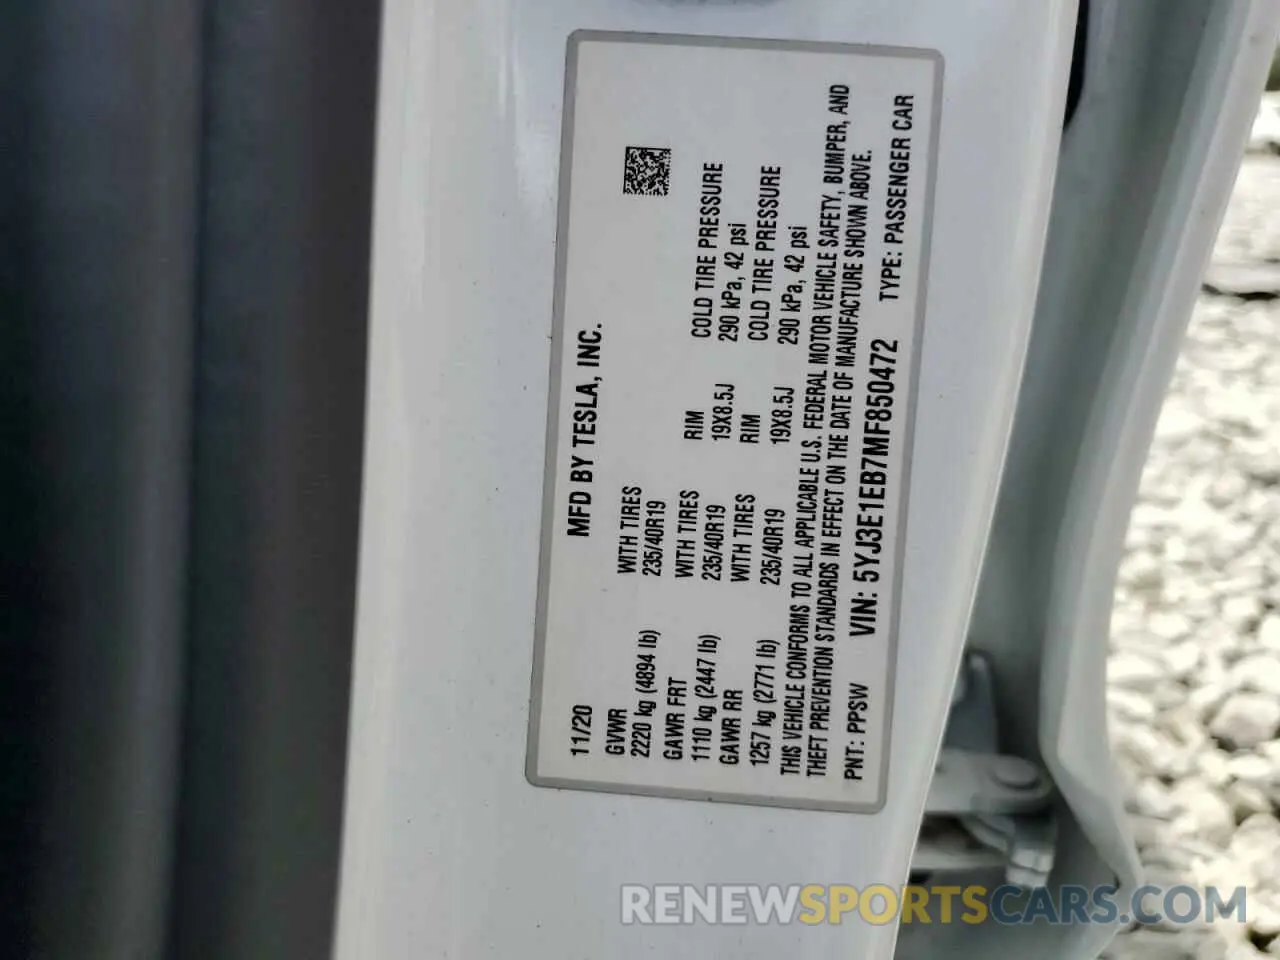 MFD BY TESLA, INC.
11/20
GVWR WITH TIRES
2220 kg (4894 lb) 235/40R19
GAWR FRT WITH TIRES RIM COLD TIRE PRESSURE
1110 kg (2447 lb) 235/40R19 19X8.5J 290 kPa, 42 psi
GAWR RR WITH TIRES RIM COLD TIRE PRESSURE
1257 kg (2771 lb) 235/40R19 19X8.5J 290 kPa, 42 psi
THIS VEHICLE CONFORMS TO ALL APPLICABLE U.S. FEDERAL MOTOR VEHICLE SAFETY, BUMPER, AND
THEFT PREVENTION STANDARDS IN EFFECT ON THE DATE OF MANUFACTURE SHOWN ABOVE.
PNT: PPSW VIN: 5YJ3E1EB7MF850472 TYPE: PASSENGER CAR
RENEWSPORTSCARS.COM